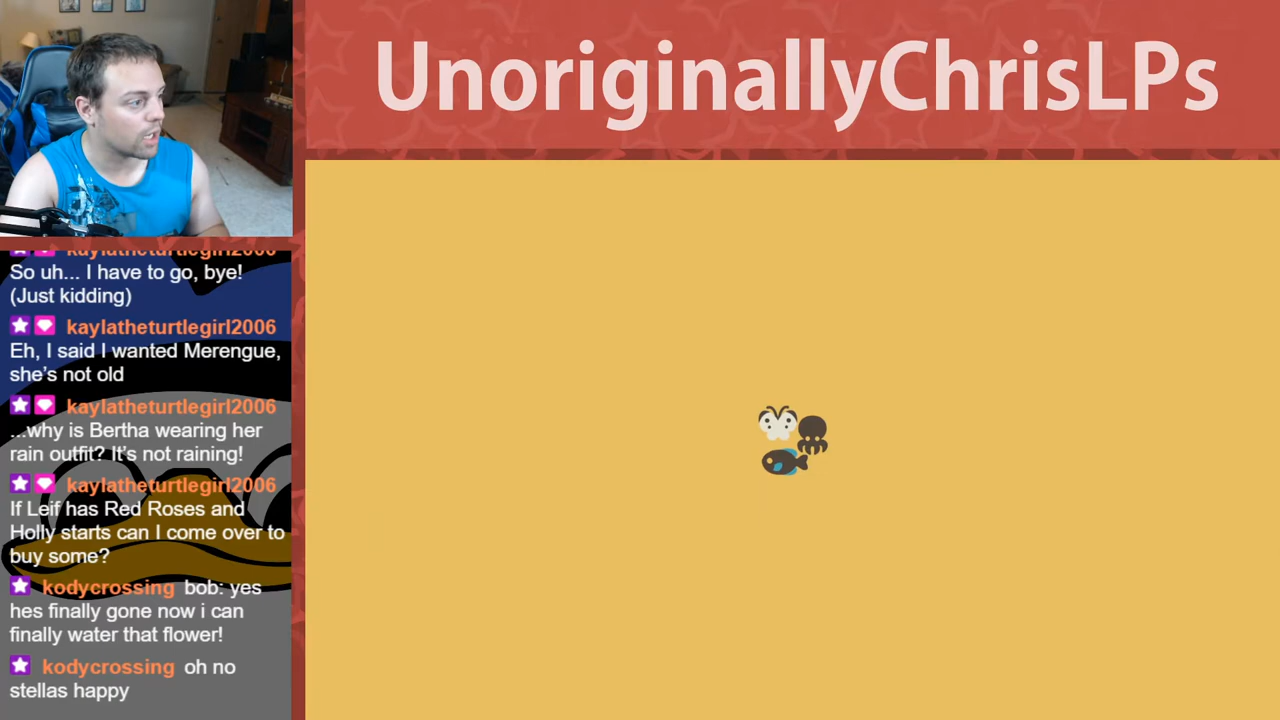 UnoriginallyChrisLPs
kaylatheturtlegirl2006
So uh... I have to go, bye!
(Just kidding)
kaylatheturtlegirl2006
Eh, I said I wanted Merengue,
she's not old
kaylatheturtlegirl2006
...why is Bertha wearing her
rain outfit? It's not raining!
kaylatheturtlegirl2006
If Leif has Red Roses and
Holly starts can I come over to
buy some?
kodycrossing bob: yes
hes finally gone now i can
finally water that flower!
kodycrossing oh no
stellas happy